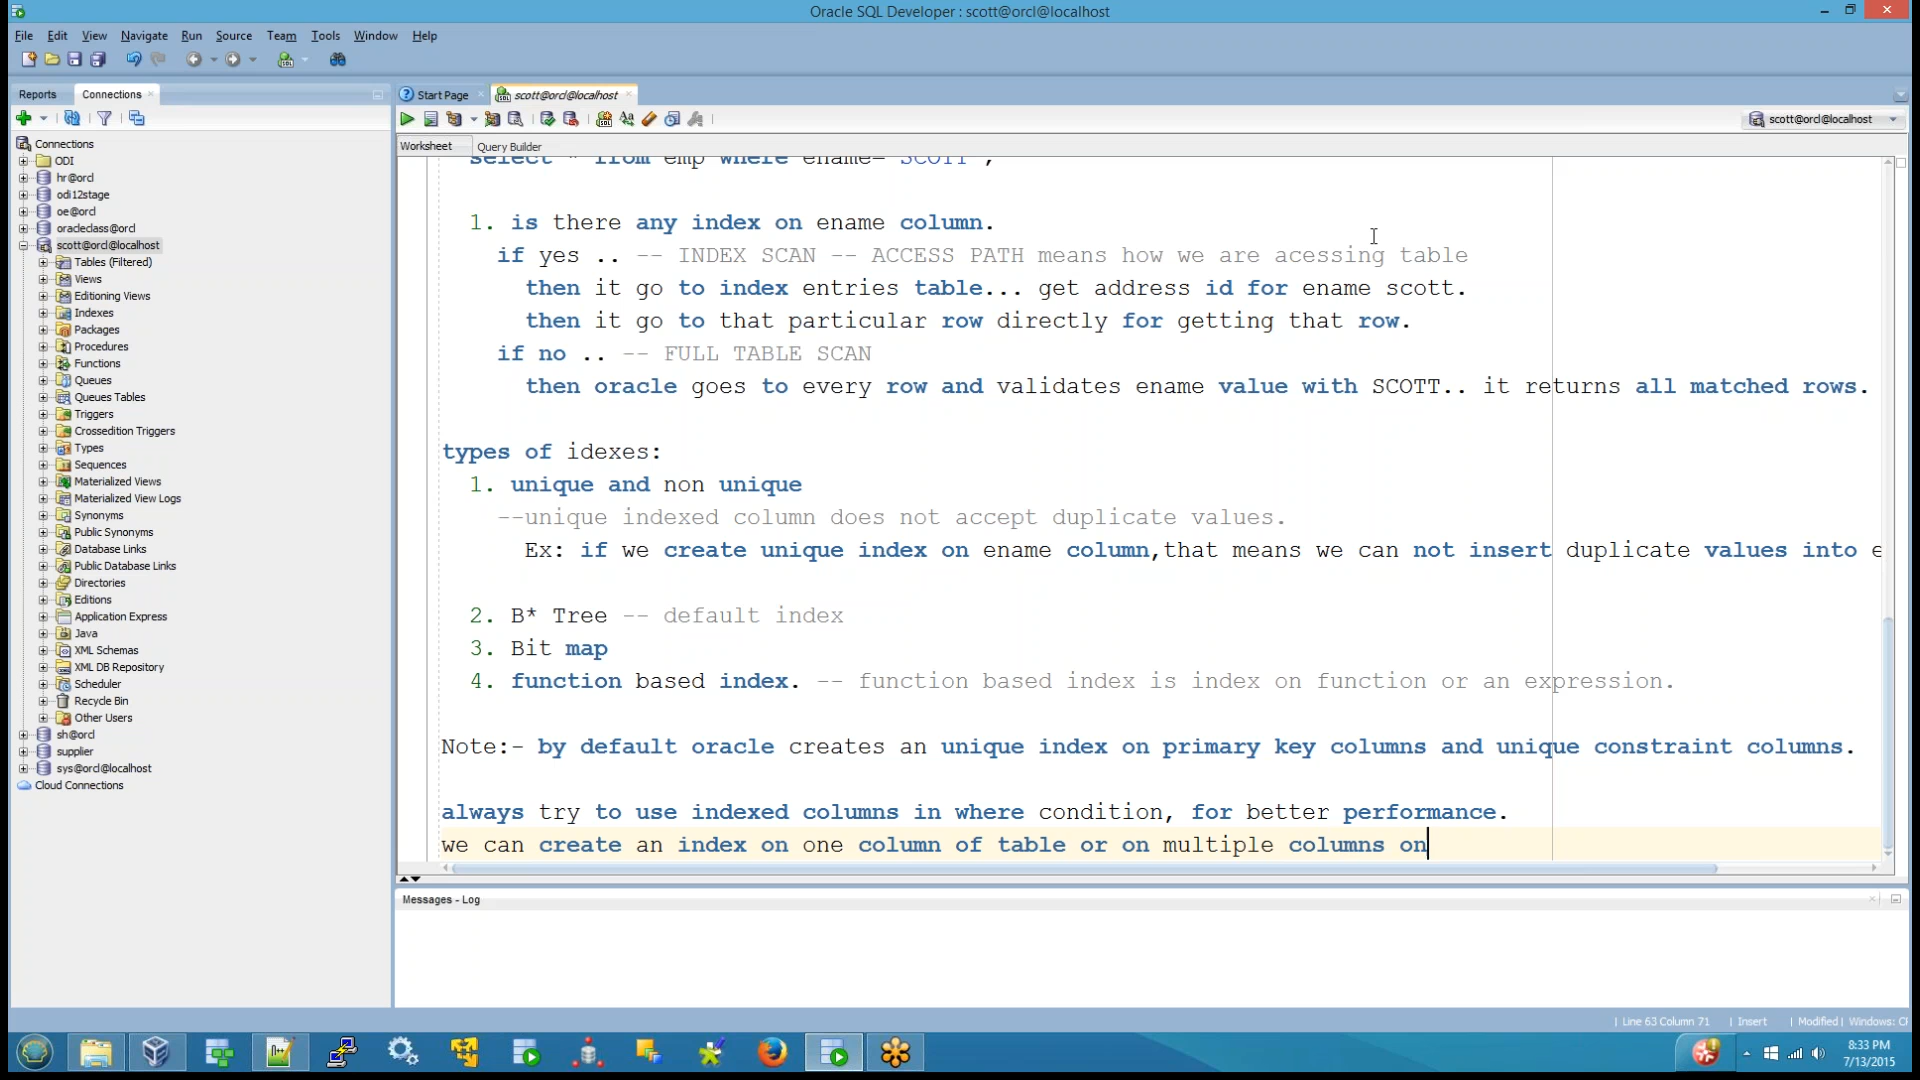 Oracle SQL Developer : scott@orcl@localhost
File Edit View Navigate Run Source Team Tools Window Help
Reports Connections
Start Page scott@orcl@localhost
scott@orcl@localhost
Worksheet Query Builder
Connections
ODI
hr@orcl
odi12stage
oe@orcl
oracleclass@orcl
scott@orcl@localhost
Tables (Filtered)
Views
Editioning Views
Indexes
Packages
Procedures
Functions
Queues
Queues Tables
Triggers
Crossedition Triggers
Types
Sequences
Materialized Views
Materialized View Logs
Synonyms
Public Synonyms
Database Links
Public Database Links
Directories
Editions
Application Express
Java
XML Schemas
XML DB Repository
Scheduler
Recycle Bin
Other Users
sh@orcl
supplier
sys@orcl@localhost
Cloud Connections
select * from emp where ename='SCOTT';
1. is there any index on ename column.
if yes .. -- INDEX SCAN -- ACCESS PATH means how we are acessing table
then it go to index entries table... get address id for ename scott.
then it go to that particular row directly for getting that row.
if no .. -- FULL TABLE SCAN
then oracle goes to every row and validates ename value with SCOTT.. it returns all matched rows.
types of idexes:
1. unique and non unique
--unique indexed column does not accept duplicate values.
Ex: if we create unique index on ename column,that means we can not insert duplicate values into e
2. B* Tree -- default index
3. Bit map
4. function based index. -- function based index is index on function or an expression.
Note:- by default oracle creates an unique index on primary key columns and unique constraint columns.
always try to use indexed columns in where condition, for better performance.
we can create an index on one column of table or on multiple columns on
Messages - Log
Line 63 Column 71 Insert Modified Windows:
8:33 PM
7/13/2015